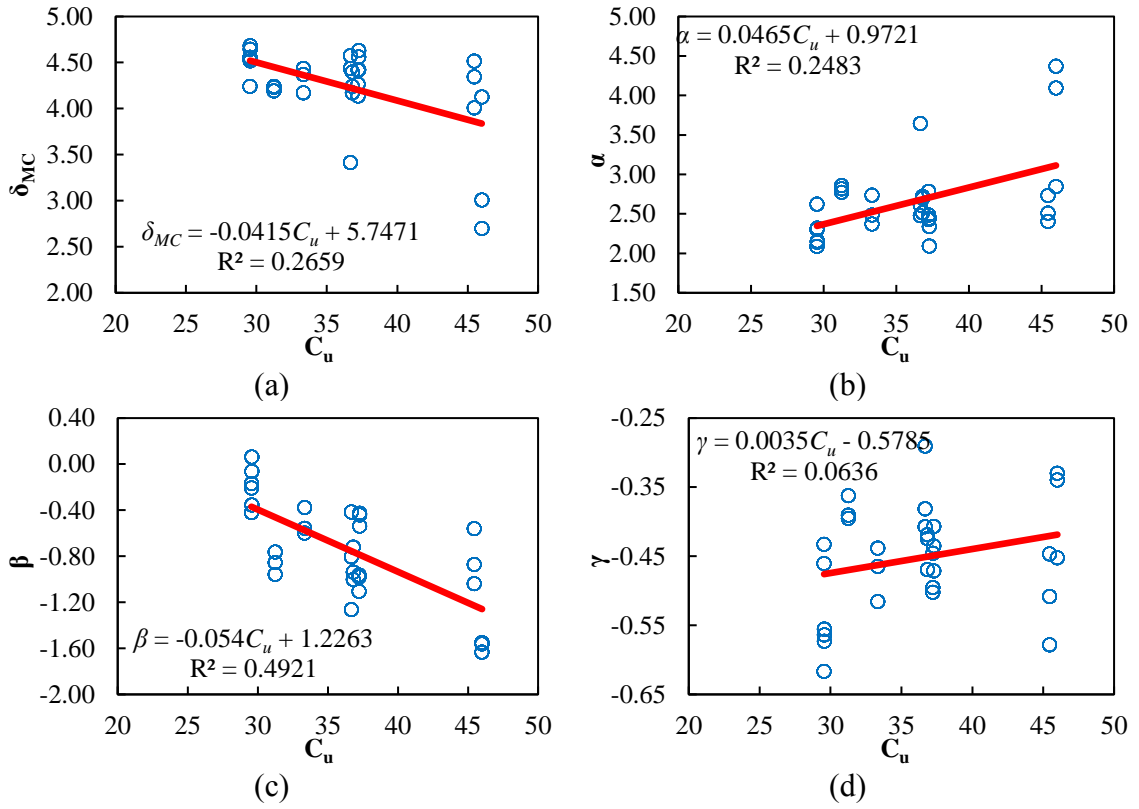 5.00
4.50
4.00
3.50
3.00
2.50
2.00
δMC
δMC = -0.0415Cu + 5.7471
R² = 0.2659
20 25 30 35 40 45 50
Cu
(a)
5.00
4.50
4.00
3.50
3.00
2.50
2.00
1.50
α
α = 0.0465Cu + 0.9721
R² = 0.2483
20 25 30 35 40 45 50
Cu
(b)
0.40
0.00
-0.40
-0.80
-1.20
-1.60
-2.00
β
β = -0.054Cu + 1.2263
R² = 0.4921
20 25 30 35 40 45 50
Cu
(c)
-0.25
-0.35
-0.45
-0.55
-0.65
γ
γ = 0.0035Cu - 0.5785
R² = 0.0636
20 25 30 35 40 45 50
Cu
(d)